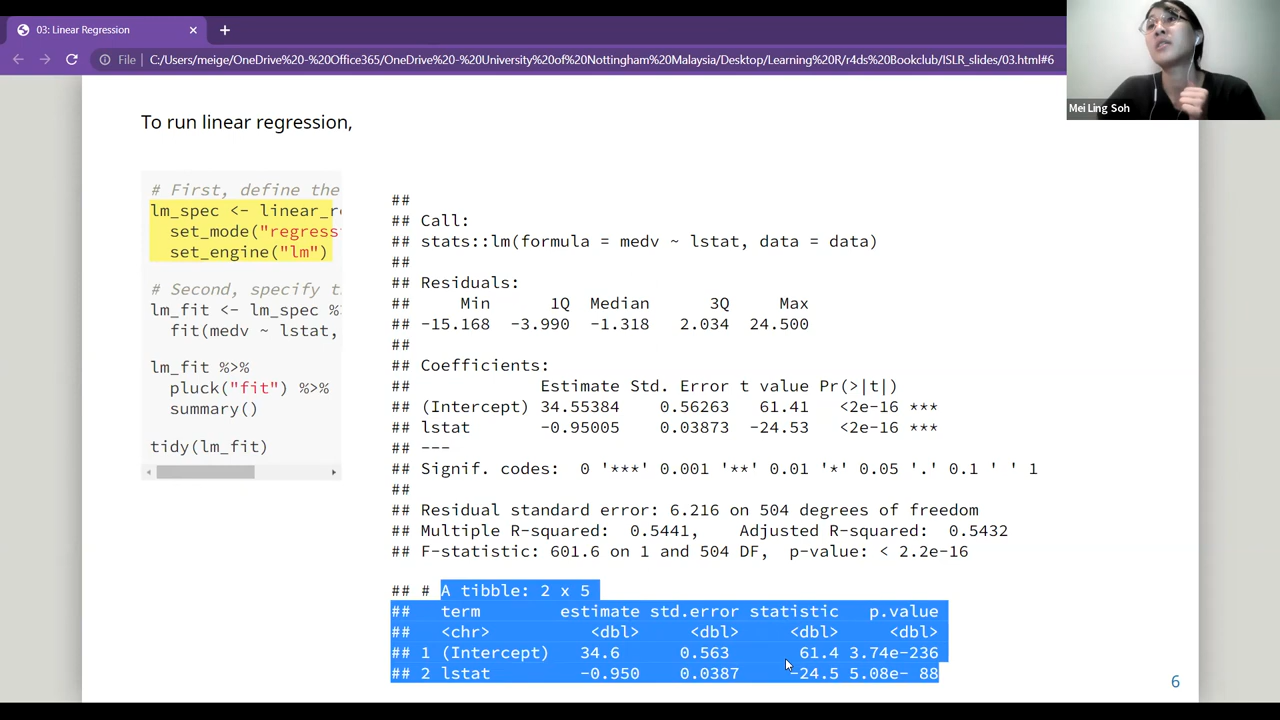 03: Linear Regression
File C:/Users/meige/OneDrive%20-%20Office365/OneDrive%20-%20University%20of%20Nottingham%20Malaysia/Desktop/Learning%20R/r4ds%20Bookclub/ISLR_slides/03.html#6
Mei Ling Soh
To run linear regression,
# First, define the
lm_spec <- linear_r
set_mode("regress
set_engine("lm")
# Second, specify t
lm_fit <- lm_spec %
fit(medv ~ lstat,
lm_fit %>%
pluck("fit") %>%
summary()
tidy(lm_fit)
##
## Call:
## stats::lm(formula = medv ~ lstat, data = data)
##
## Residuals:
##     Min      1Q  Median      3Q     Max
## -15.168  -3.990  -1.318   2.034  24.500
##
## Coefficients:
##             Estimate Std. Error t value Pr(>|t|)
## (Intercept) 34.55384    0.56263   61.41   <2e-16 ***
## lstat       -0.95005    0.03873  -24.53   <2e-16 ***
## ---
## Signif. codes:  0 '***' 0.001 '**' 0.01 '*' 0.05 '.' 0.1 ' ' 1
##
## Residual standard error: 6.216 on 504 degrees of freedom
## Multiple R-squared:  0.5441,    Adjusted R-squared:  0.5432
## F-statistic: 601.6 on 1 and 504 DF,  p-value: < 2.2e-16
## # A tibble: 2 x 5
##   term        estimate std.error statistic   p.value
##   <chr>          <dbl>     <dbl>     <dbl>     <dbl>
## 1 (Intercept)   34.6      0.563       61.4 3.74e-236
## 2 lstat         -0.950    0.0387     -24.5 5.08e- 88
6